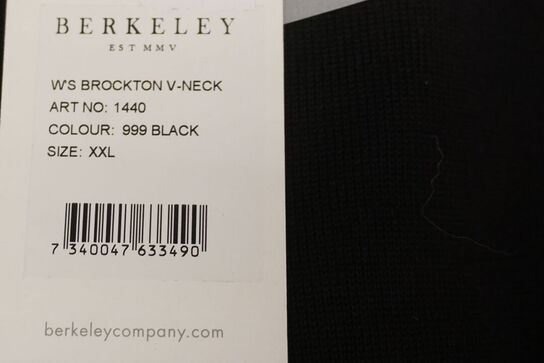 BERKELEY
EST MMV
W'S BROCKTON V-NECK
ART NO: 1440
COLOUR: 999 BLACK
SIZE: XXL
7 340047 633490
berkeleycompany.com